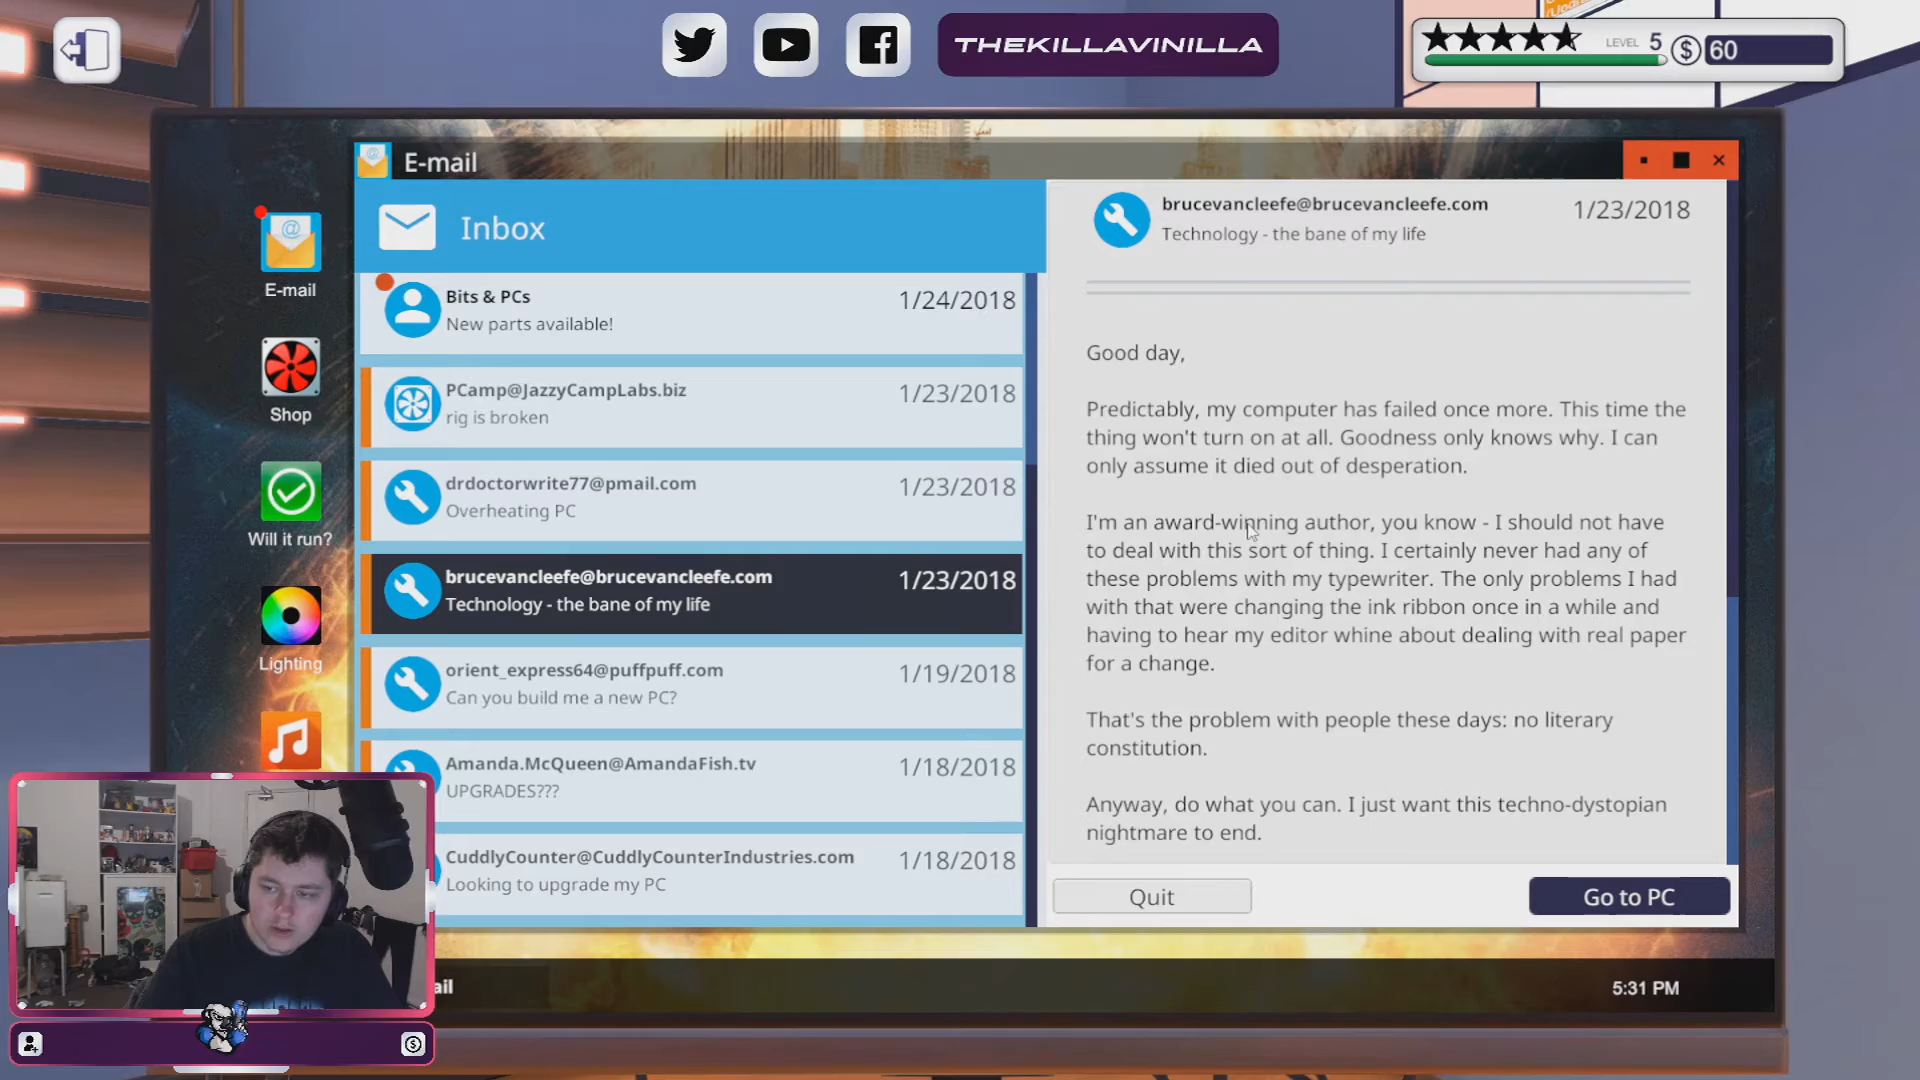 THEKILLAVINILLA
LEVEL 5
$ 60
E-mail
E-mail
Shop
Will it run?
Lighting
Inbox
Bits & PCs 1/24/2018
New parts available!
PCamp@JazzyCampLabs.biz 1/23/2018
rig is broken
drdoctorwrite77@pmail.com 1/23/2018
Overheating PC
brucevancleefe@brucevancleefe.com 1/23/2018
Technology - the bane of my life
orient_express64@puffpuff.com 1/19/2018
Can you build me a new PC?
Amanda.McQueen@AmandaFish.tv 1/18/2018
UPGRADES???
CuddlyCounter@CuddlyCounterIndustries.com 1/18/2018
Looking to upgrade my PC
brucevancleefe@brucevancleefe.com 1/23/2018
Technology - the bane of my life
Good day,
Predictably, my computer has failed once more. This time the
thing won't turn on at all. Goodness only knows why. I can
only assume it died out of desperation.
I'm an award-winning author, you know - I should not have
to deal with this sort of thing. I certainly never had any of
these problems with my typewriter. The only problems I had
with that were changing the ink ribbon once in a while and
having to hear my editor whine about dealing with real paper
for a change.
That's the problem with people these days: no literary
constitution.
Anyway, do what you can. I just want this techno-dystopian
nightmare to end.
Quit
Go to PC
ail
5:31 PM